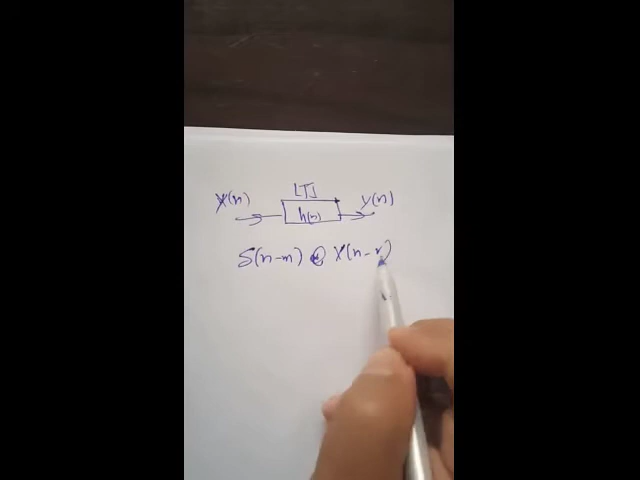 LTI
x(n) h(n) y(n)
δ(n-m) x(n-r)